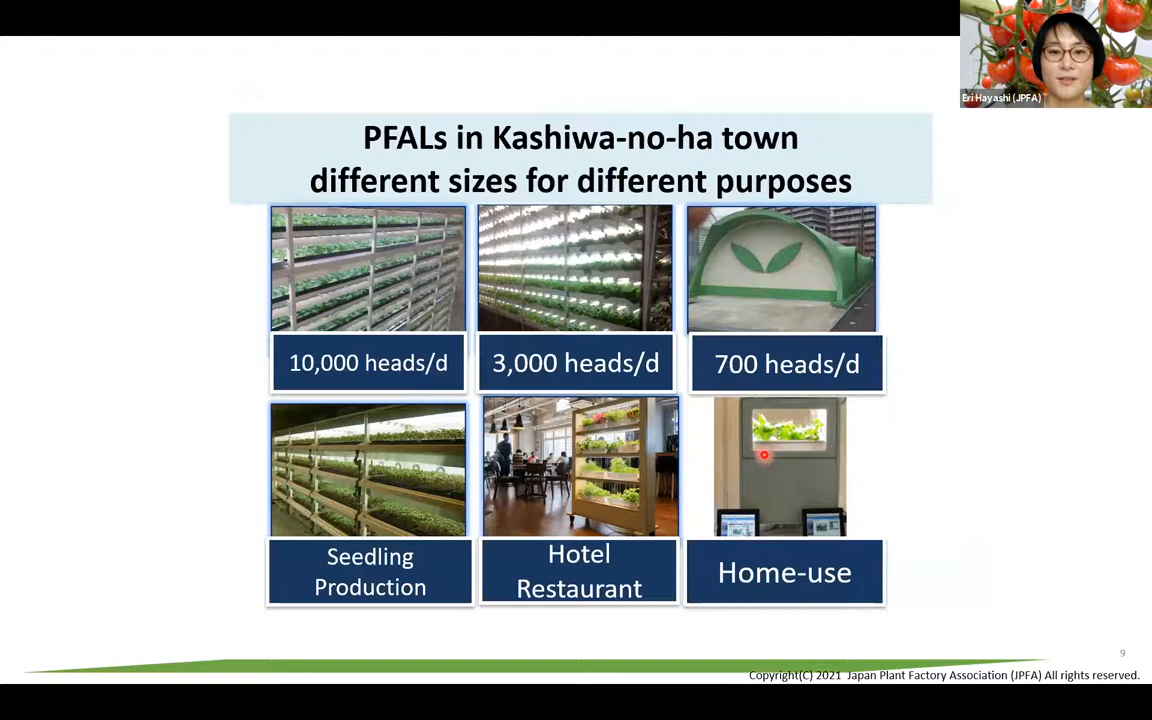 Eri Hayashi (JPFA)
PFALs in Kashiwa-no-ha town
different sizes for different purposes
10,000 heads/d
3,000 heads/d
700 heads/d
Seedling
Production
Hotel
Restaurant
Home-use
9
Copyright(C) 2021 Japan Plant Factory Association (JPFA) All rights reserved.